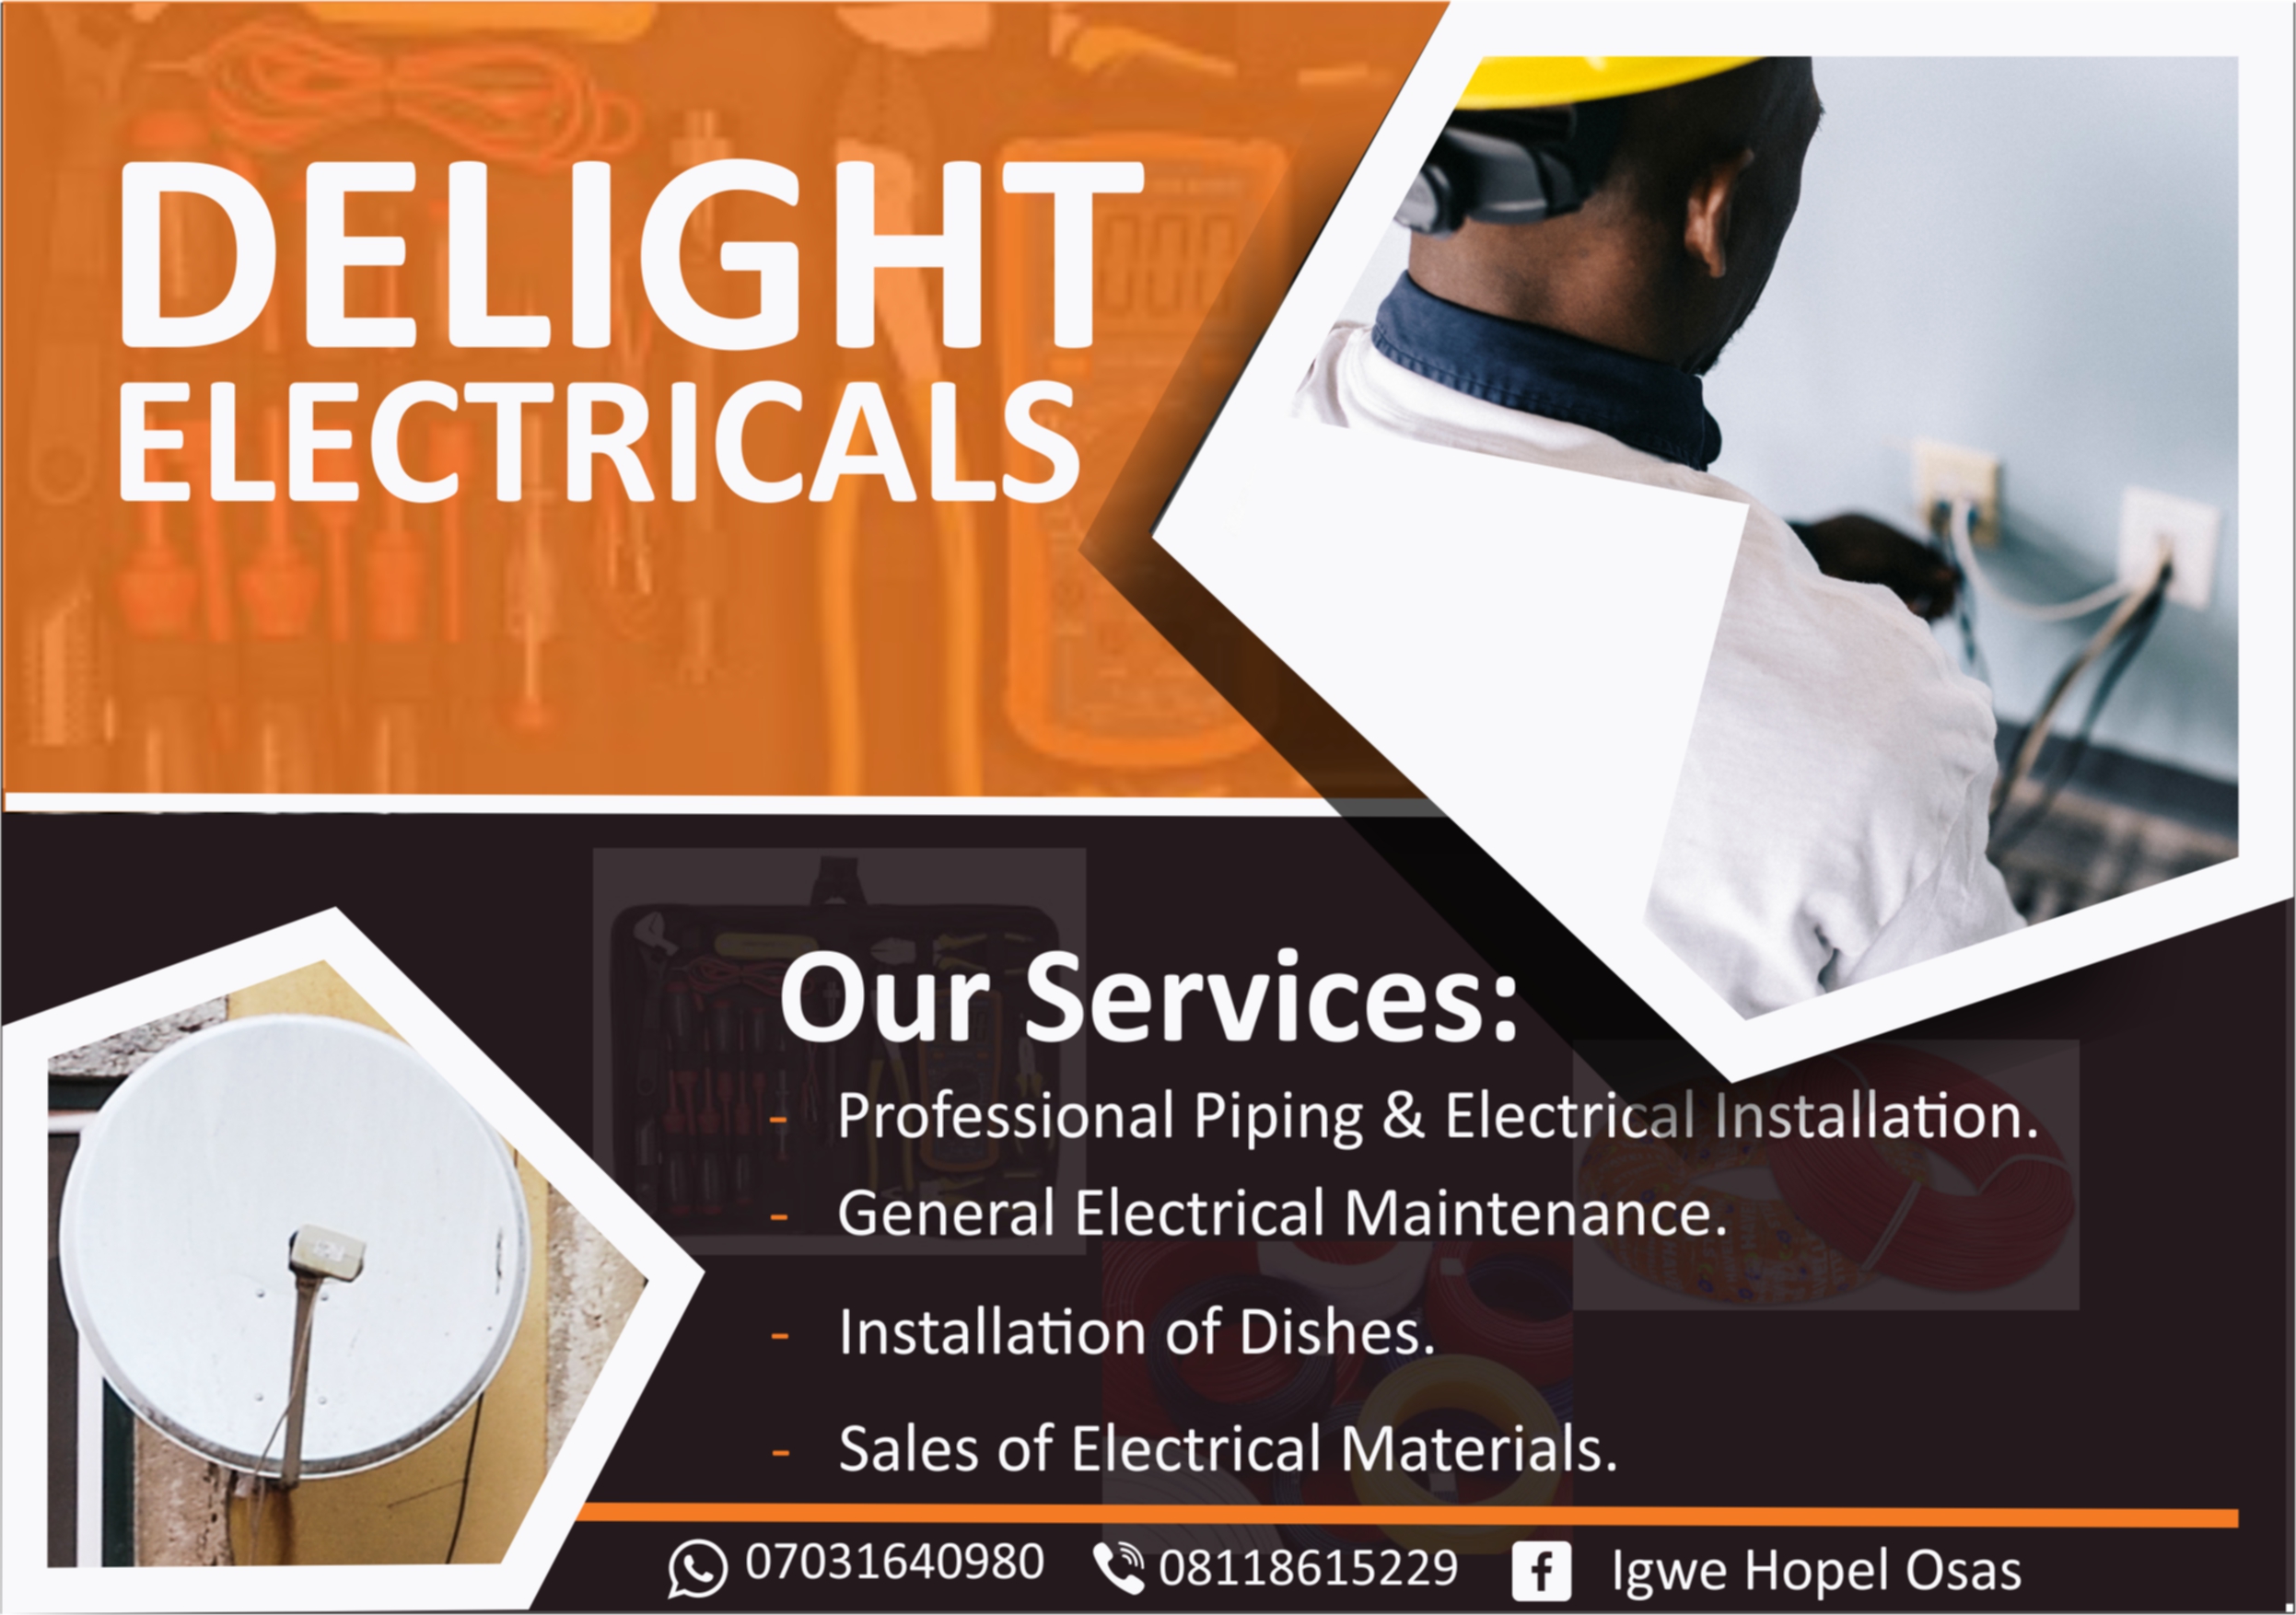 DELIGHT
ELECTRICALS
Our Services:
- Professional Piping & Electrical Installation.
- General Electrical Maintenance.
- Installation of Dishes.
- Sales of Electrical Materials.
07031640980 08118615229 Igwe Hopel Osas